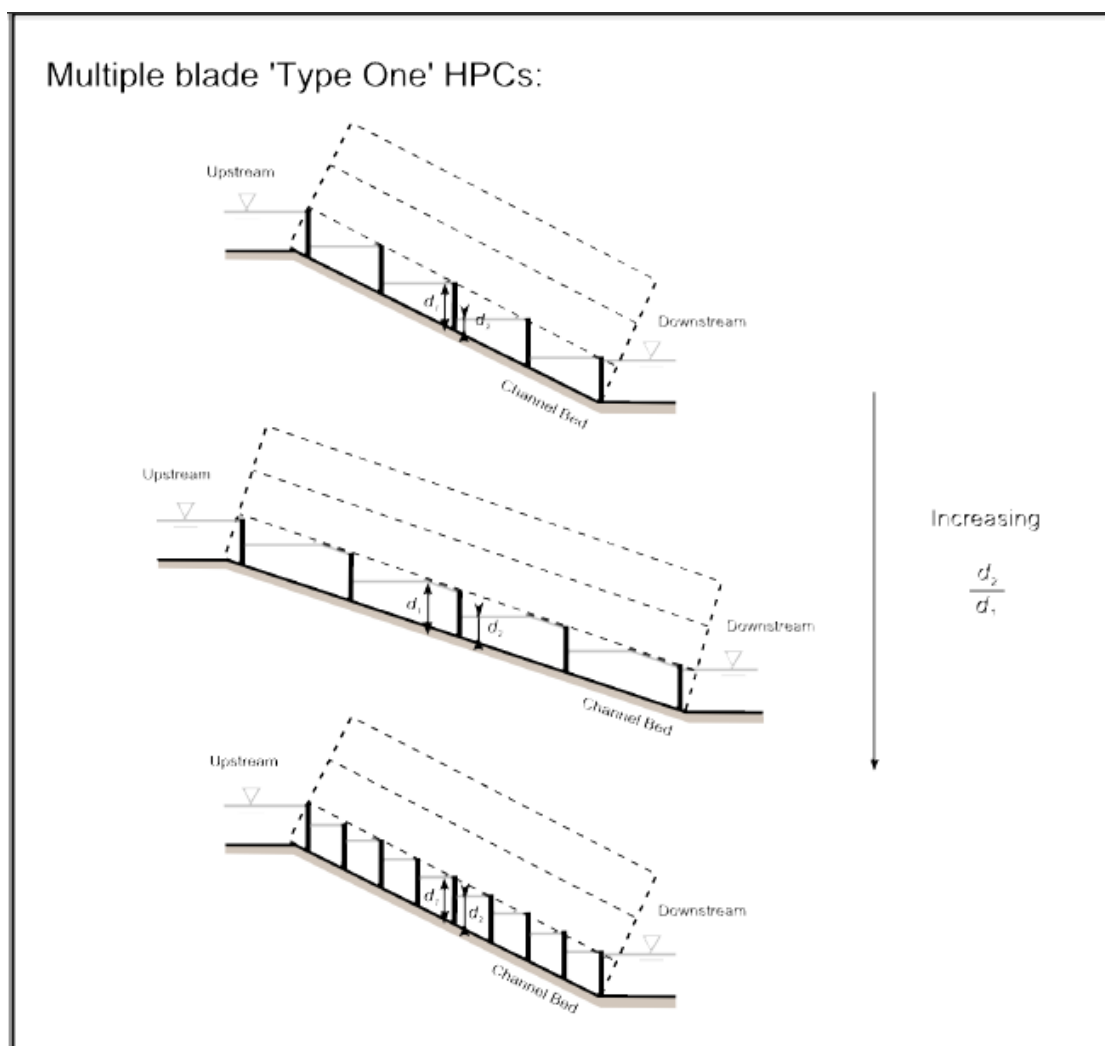 Multiple blade 'Type One' HPCs:
Upstream
d₁
d₂
Downstream
Channel Bed
Upstream
d₁
d₂
Downstream
Channel Bed
Increasing
d₂
d₁
Upstream
d₁
d₂
Downstream
Channel Bed